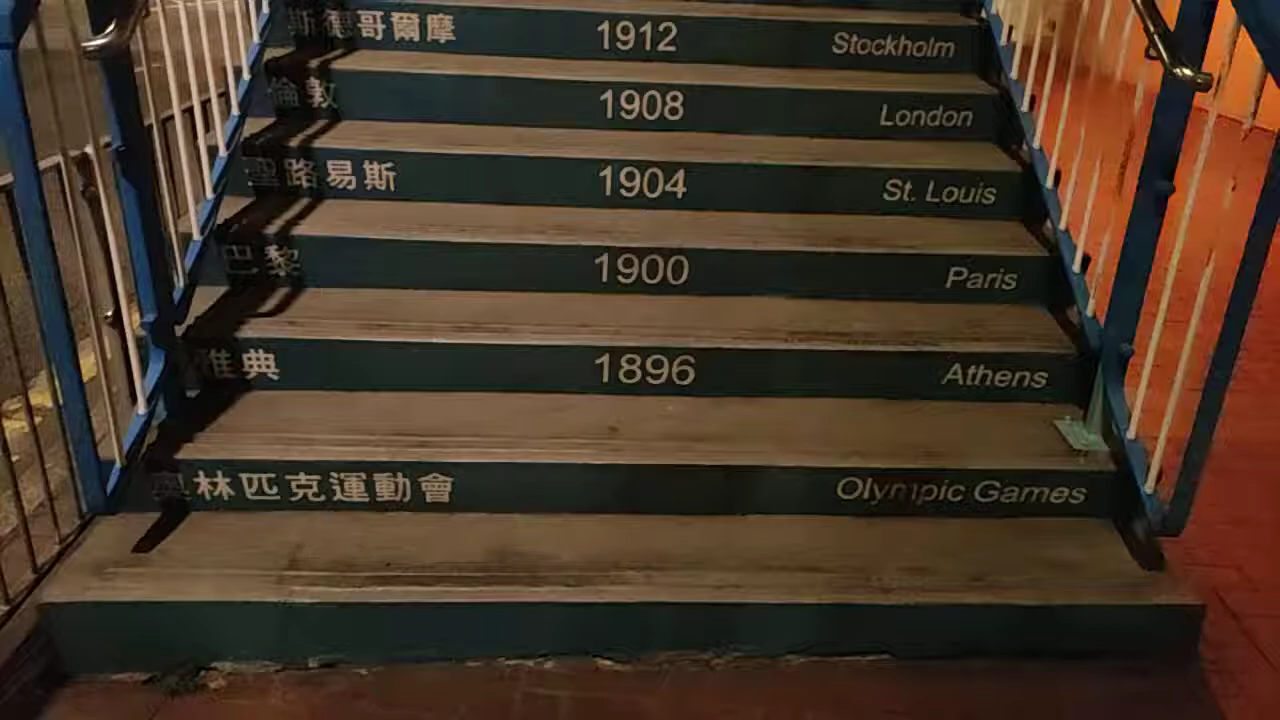 斯德哥爾摩 1912 Stockholm
倫敦 1908 London
聖路易斯 1904 St. Louis
巴黎 1900 Paris
雅典 1896 Athens
奧林匹克運動會 Olympic Games